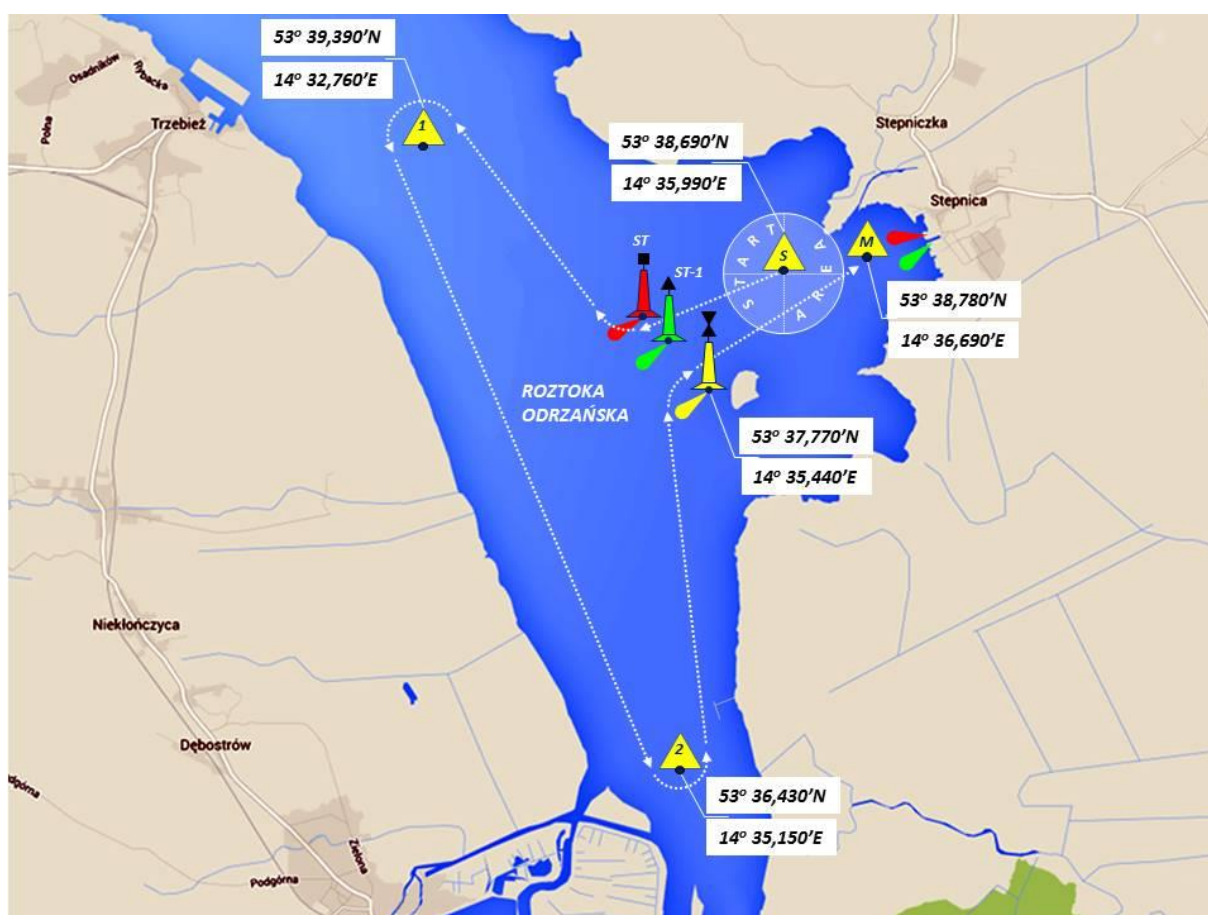 53° 39,390'N
14° 32,760'E
Osadników
Rybacka
Polna
Trzebież
1
53° 38,690'N
14° 35,990'E
Stepniczka
Stepnica
START
AREA
S
M
ST
ST-1
53° 38,780'N
14° 36,690'E
ROZTOKA
ODRZAŃSKA
53° 37,770'N
14° 35,440'E
Niekłończyca
Dębostrów
2
53° 36,430'N
14° 35,150'E
Zielona
Podgórna